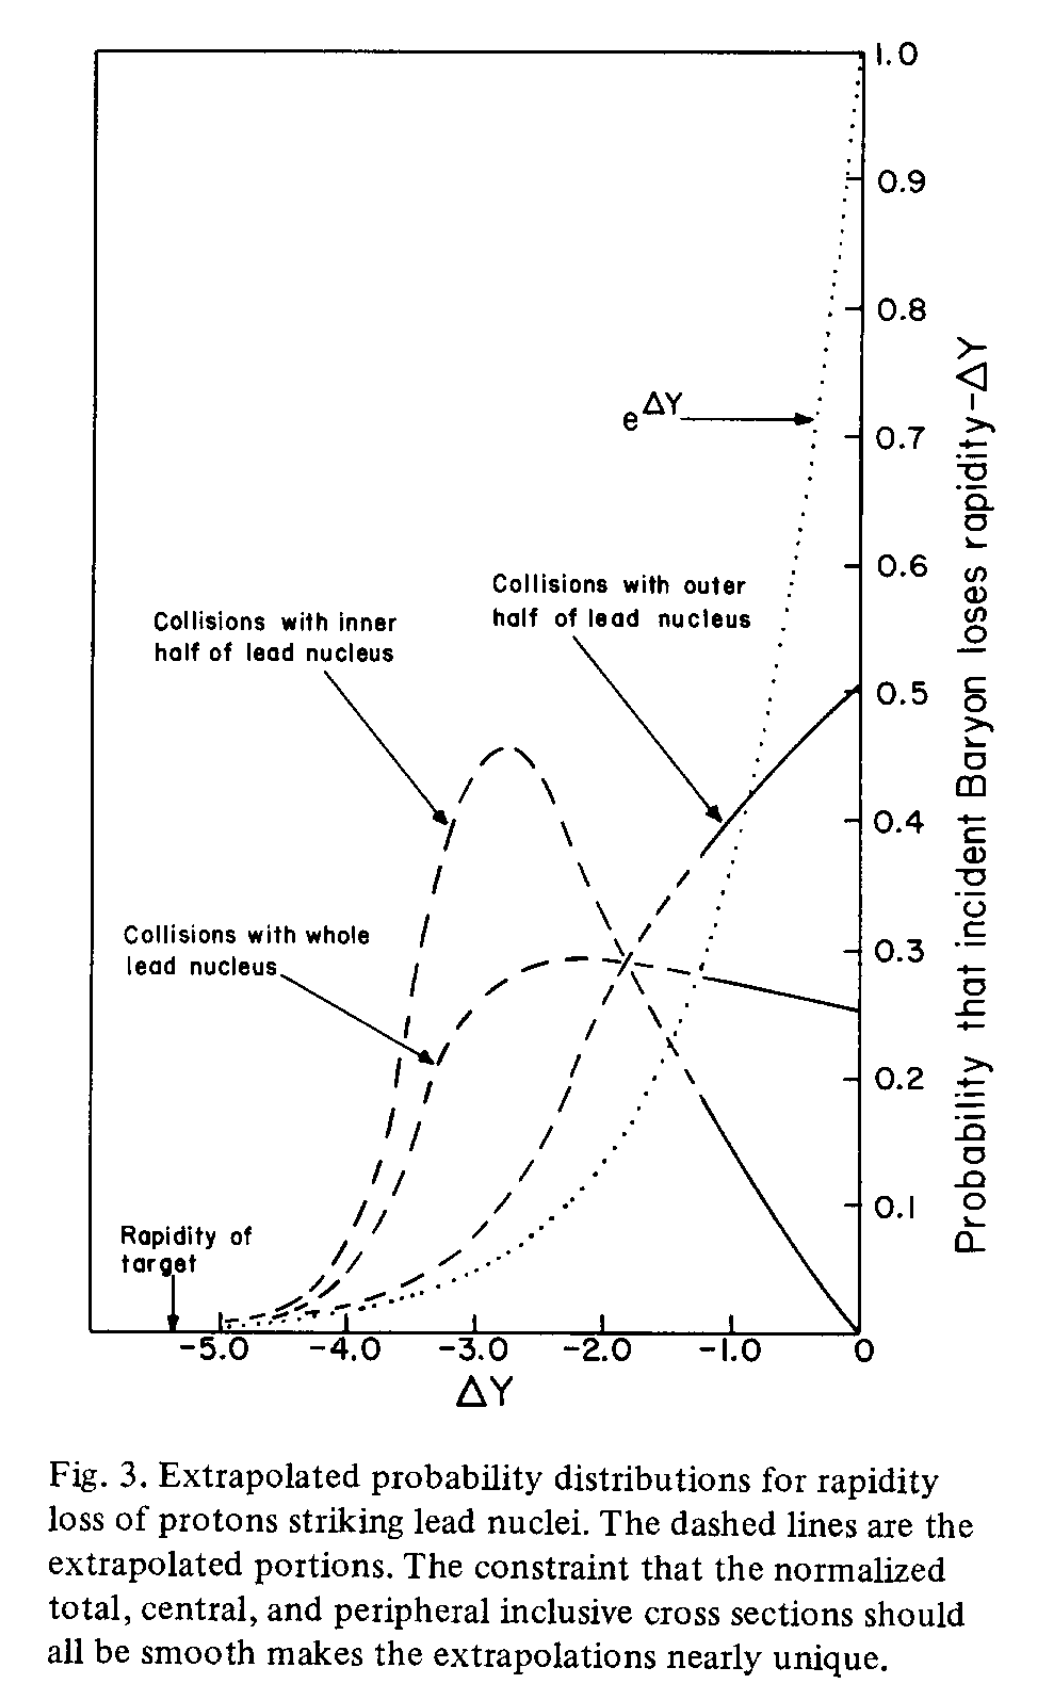 1.0
0.9
0.8
e^ΔY
0.7
0.6
Collisions with outer
half of lead nucleus
Collisions with inner
half of lead nucleus
0.5
0.4
Collisions with whole
lead nucleus
0.3
0.2
0.1
Rapidity of
target
-5.0 -4.0 -3.0 -2.0 -1.0 0
ΔY
Probability that incident Baryon loses rapidity-ΔY
Fig. 3. Extrapolated probability distributions for rapidity
loss of protons striking lead nuclei. The dashed lines are the
extrapolated portions. The constraint that the normalized
total, central, and peripheral inclusive cross sections should
all be smooth makes the extrapolations nearly unique.